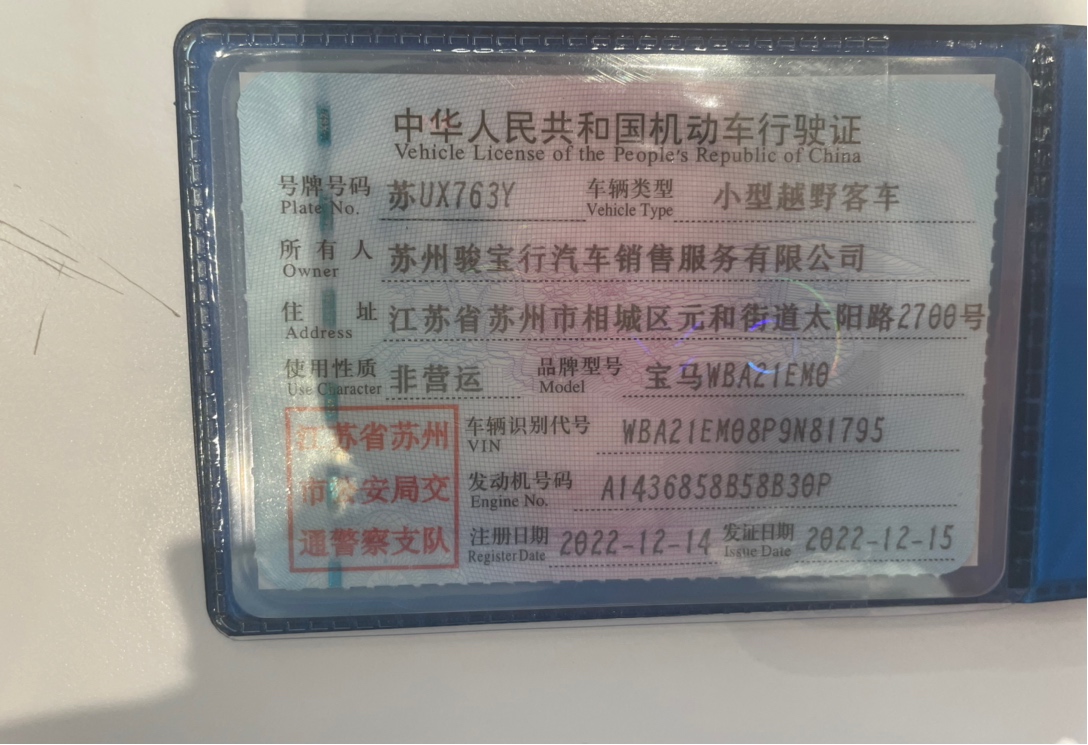 中华人民共和国机动车行驶证
Vehicle License of the People's Republic of China
号牌号码 苏UX763Y 车辆类型 小型越野客车
Plate No. Vehicle Type
所有人 苏州骏宝行汽车销售服务有限公司
Owner
住址 江苏省苏州市相城区元和街道太阳路2700号
Address
使用性质 非营运 品牌型号 宝马WBA21EM0
Use Character Model
江苏省苏州
市公安局交
通警察支队
车辆识别代号 WBA21EM08P9N81795
VIN
发动机号码 A1436858B58B30P
Engine No.
注册日期 2022-12-14 发证日期 2022-12-15
Register Date Issue Date